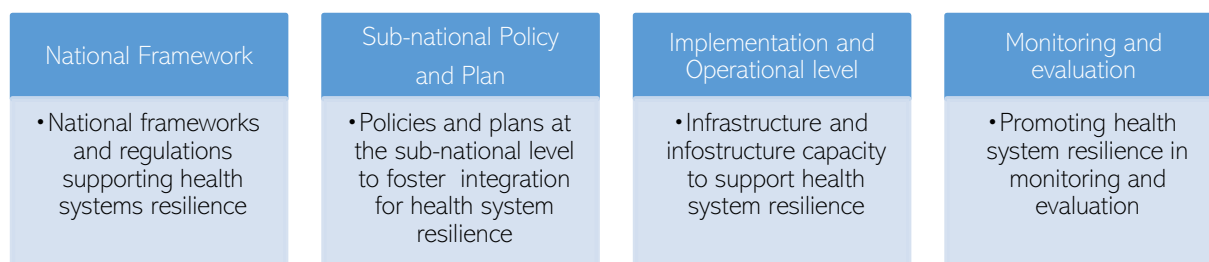 National Framework
•National frameworks
and regulations
supporting health
systems resilience
Sub-national Policy
and Plan
•Policies and plans at
the sub-national level
to foster integration
for health system
resilience
Implementation and
Operational level
•Infrastructure and
infostructure capacity
to support health
system resilience
Monitoring and
evaluation
•Promoting health
system resilience in
monitoring and
evaluation